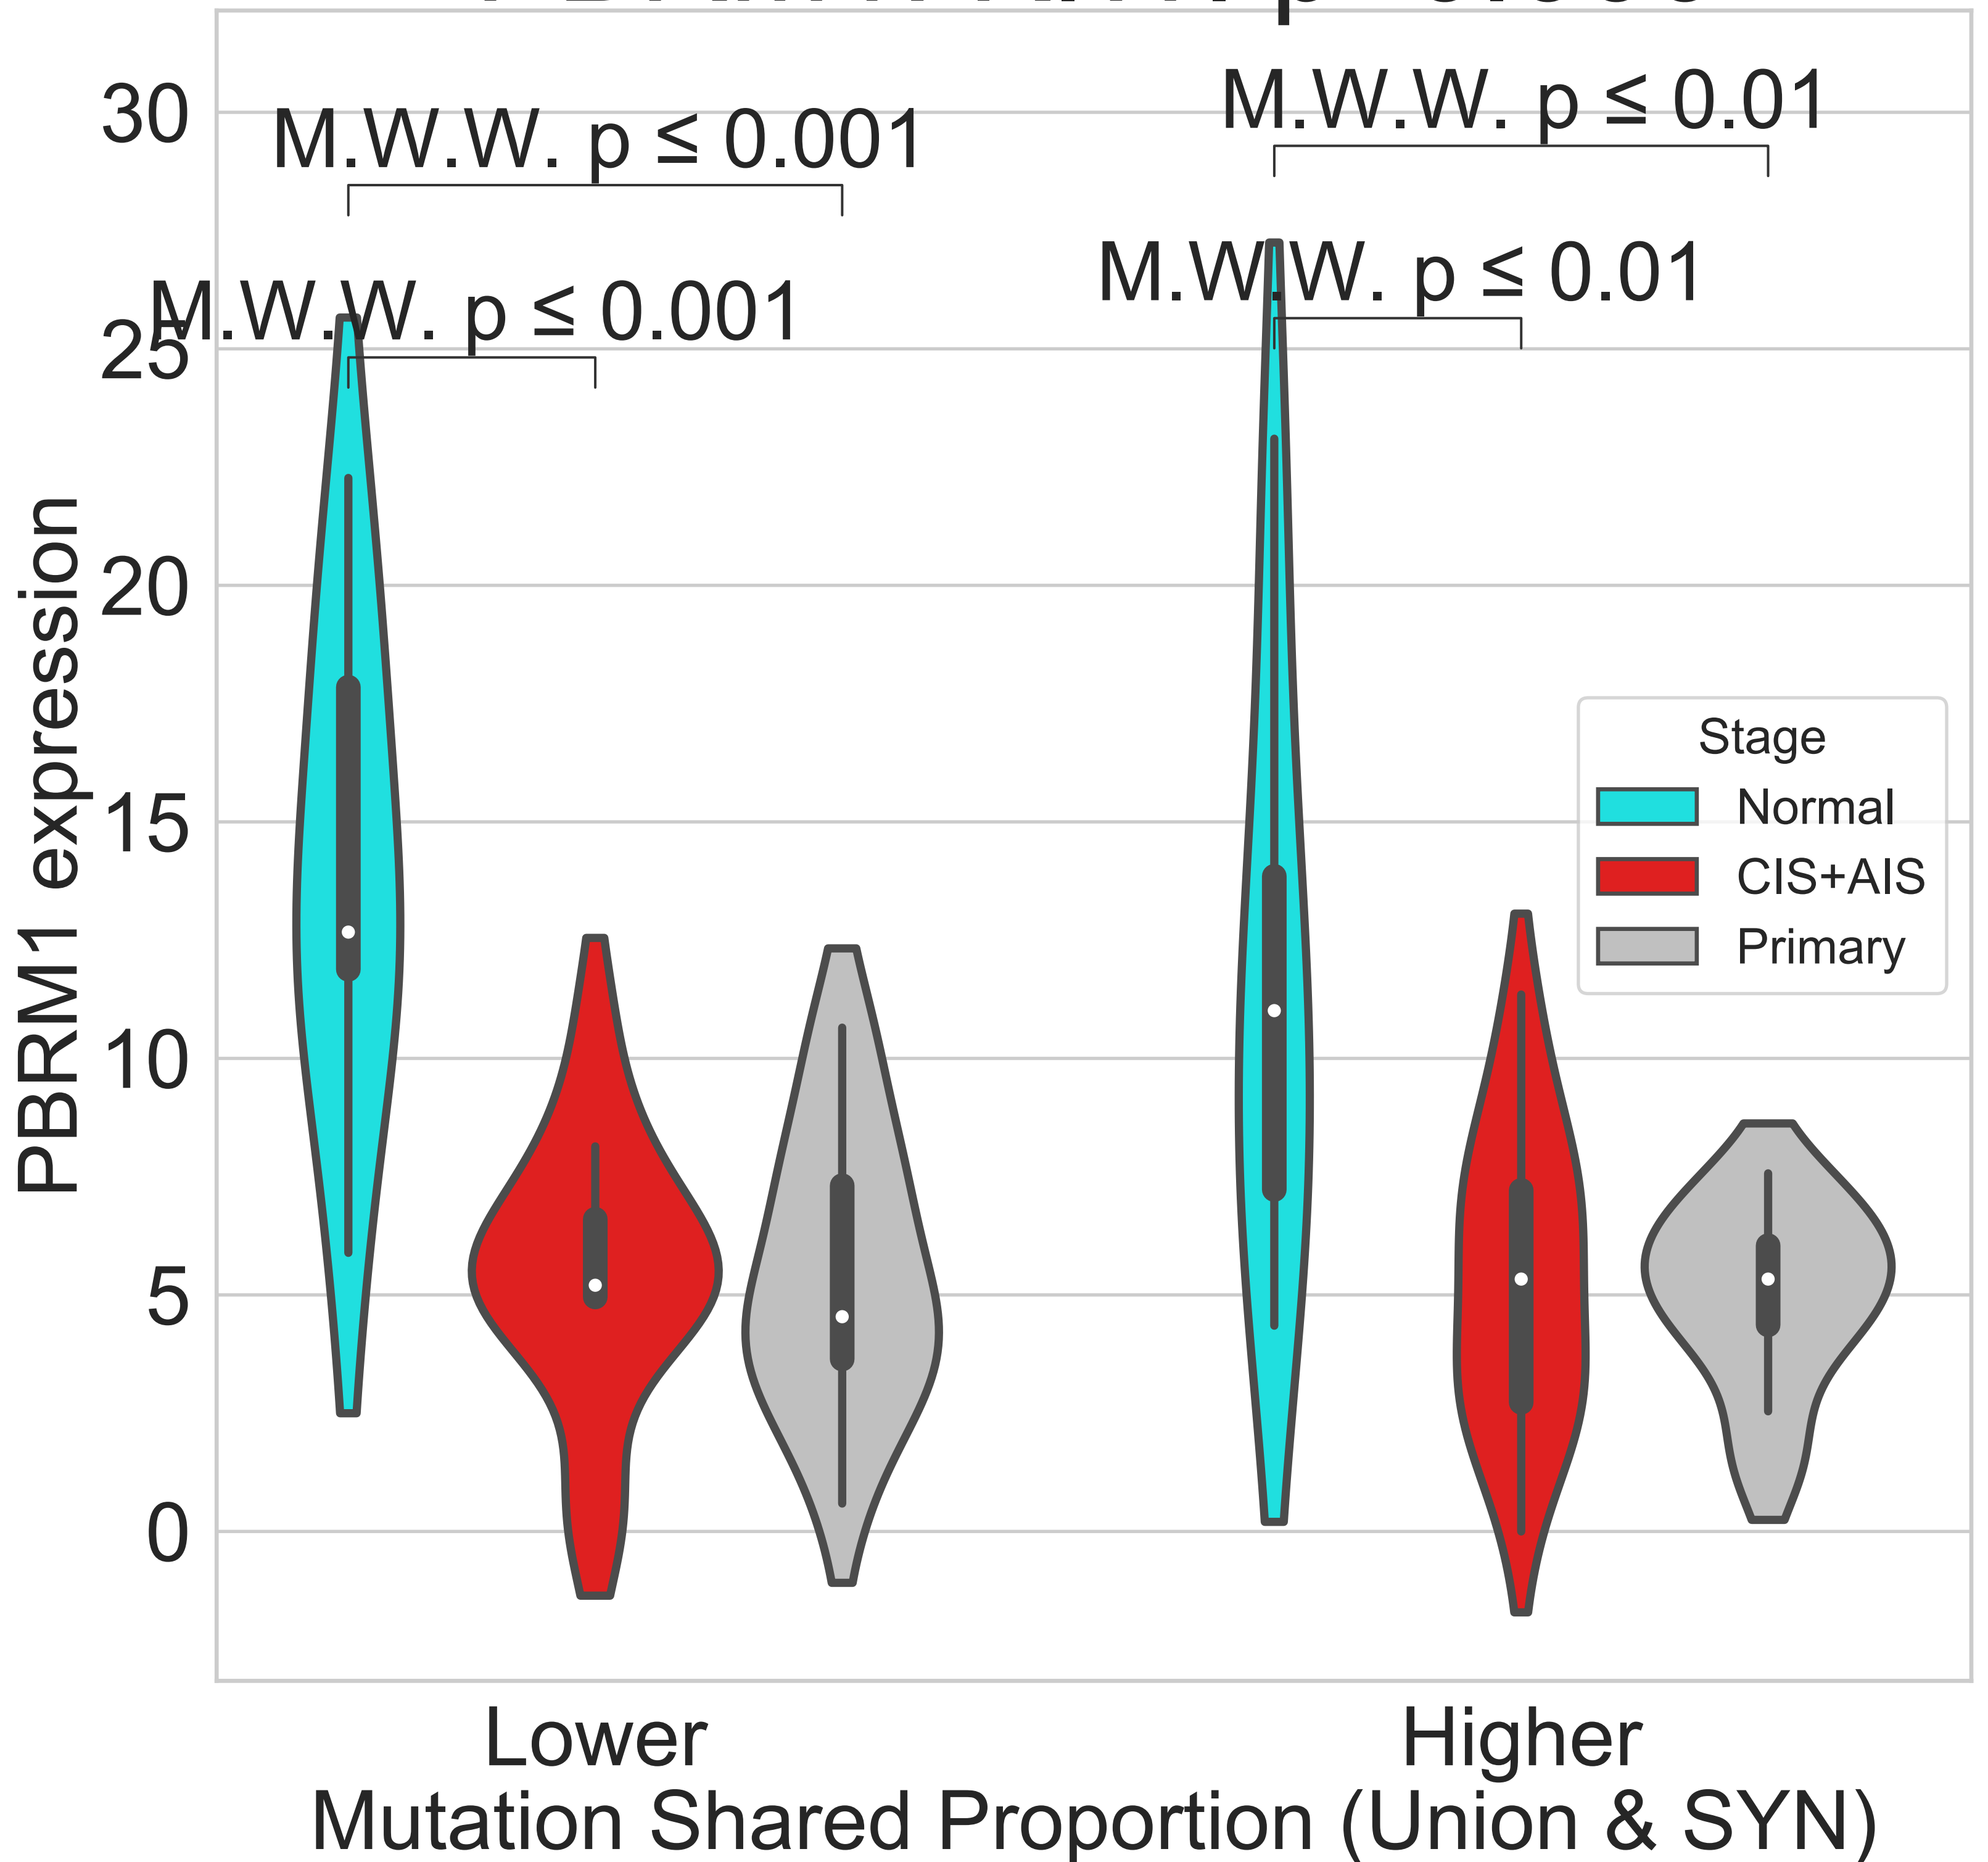 M.W.W. p ≤ 0.01
M.W.W. p ≤ 0.001
M.W.W. p ≤ 0.01
M.W.W. p ≤ 0.001
30
25
20
15
10
5
0
PBRM1 expression
Stage
Normal
CIS+AIS
Primary
Lower
Higher
Mutation Shared Proportion (Union & SYN)